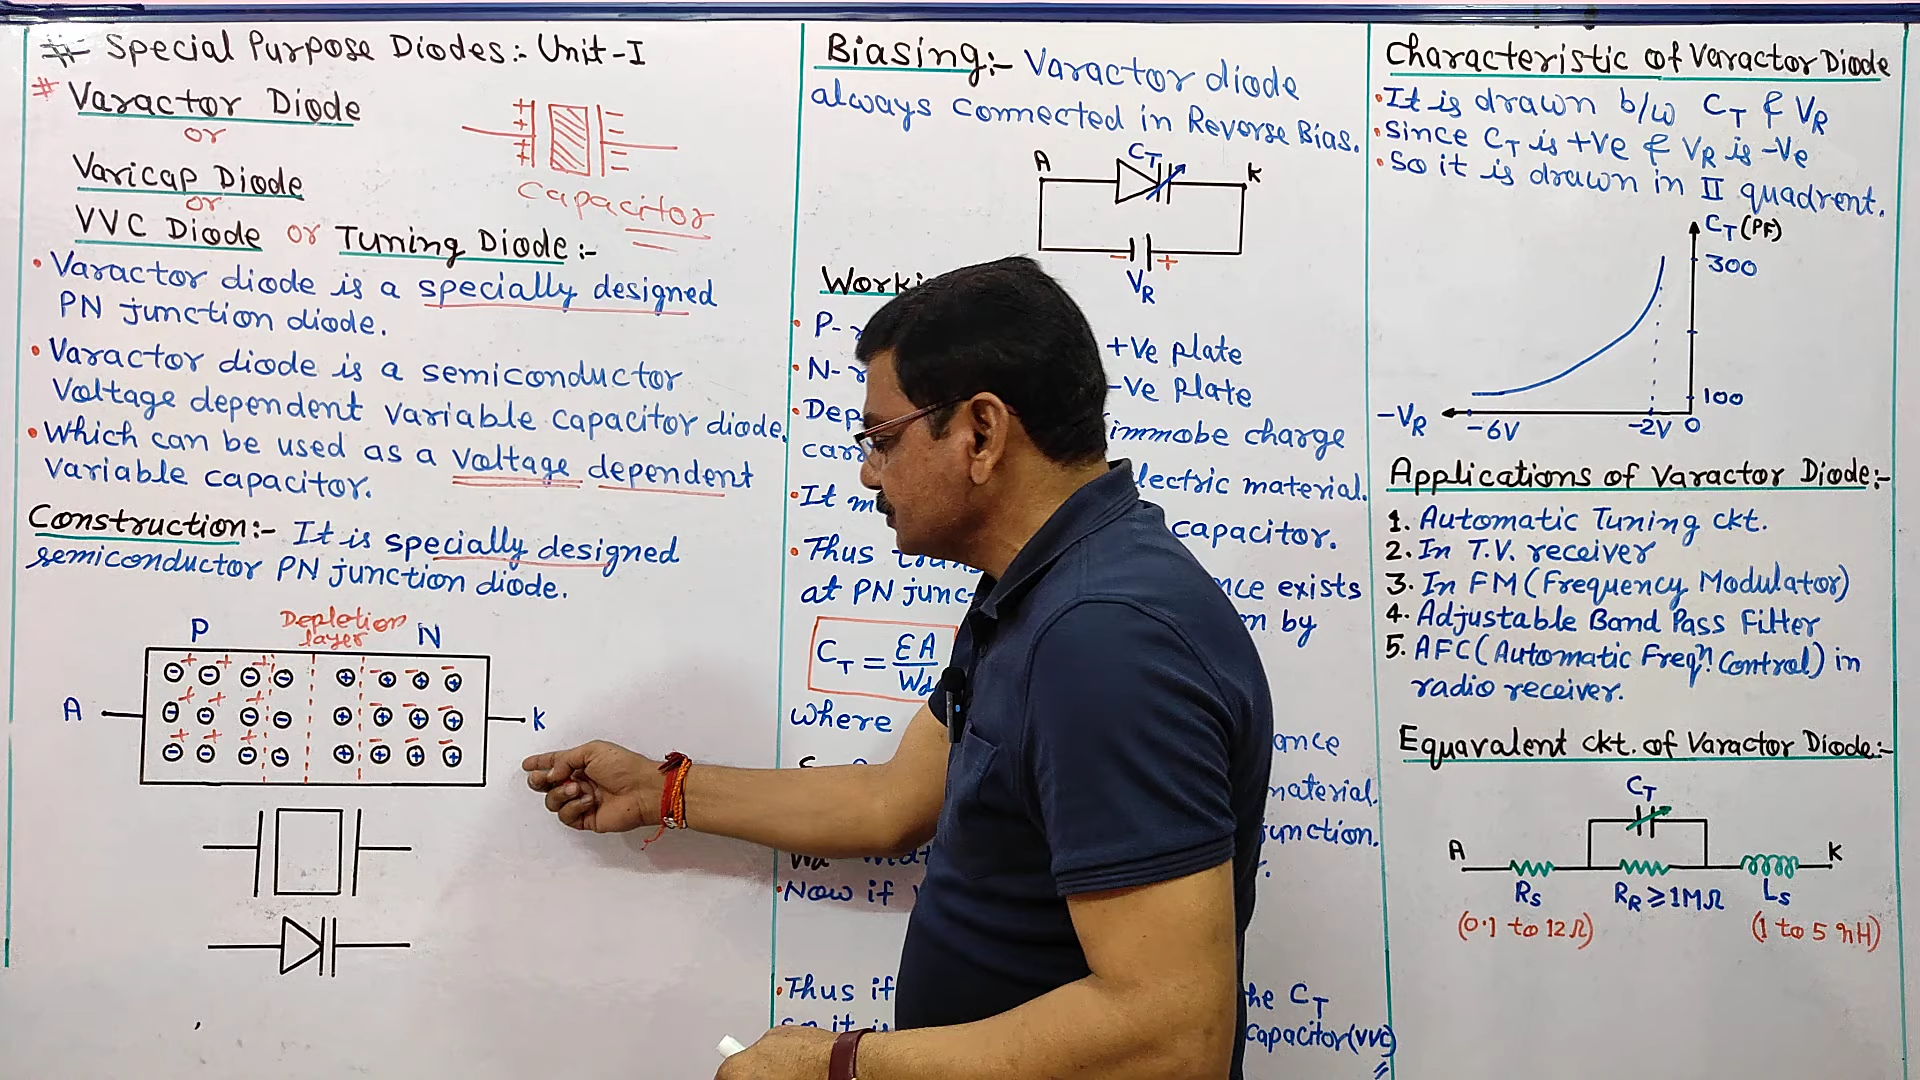 # Special Purpose Diodes:- Unit-I
# Varactor Diode
or
Varicap Diode
or
VVC Diode or Tuning Diode:-
+ +
+ +
Capacitor
• Varactor diode is a specially designed
PN junction diode.
• Varactor diode is a semiconductor
Voltage dependent variable capacitor diode.
• Which can be used as a voltage dependent
variable capacitor.
Construction:- It is specially designed
semiconductor PN junction diode.
P Depletion layer N
A K
Biasing:- Varactor diode
always connected in Reverse Bias.
A CT K
- +
VR
• P- +Ve plate
• N- -Ve Plate
immobe charge
material.
• It capacitor.
• Thus
at PN exists
by
CT = εA
where
material.
junction.
• Now if
• Thus if CT
capacitor(VVC)
Characteristic of Varactor Diode
• It is drawn b/w CT & VR
• Since CT is +Ve & VR is -Ve
• So it is drawn in II quadrent.
CT (PF)
300
100
-VR -6V -2V 0
Applications of Varactor Diode:-
1. Automatic Tuning ckt.
2. In T.V. receiver
3. In FM (Frequency Modulator)
4. Adjustable Band Pass Filter
5. AFC (Automatic Freqn. Control) in
radio receiver.
Equavalent ckt. of Varactor Diode:-
CT
A K
Rs RR ≥ 1MΩ Ls
(0.1 to 12Ω) (1 to 5 nH)